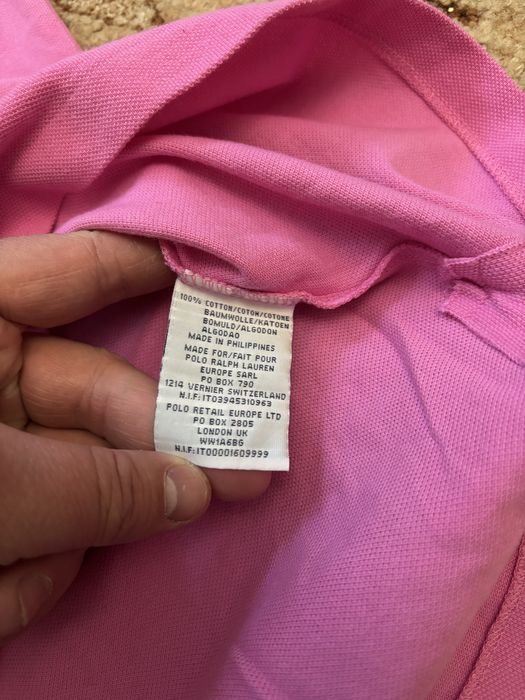 100% COTTON/COTON/COTONE
BAUMWOLLE/KATOEN
BOMULD/ALGODON
ALGODAO
MADE IN PHILIPPINES
MADE FOR/FAIT POUR
POLO RALPH LAUREN
EUROPE SARL
PO BOX 790
1214 VERNIER SWITZERLAND
N.I.F:IT03945310963
POLO RETAIL EUROPE LTD
PO BOX 2805
LONDON UK
WW1A6BG
N.I.F:IT00001609999